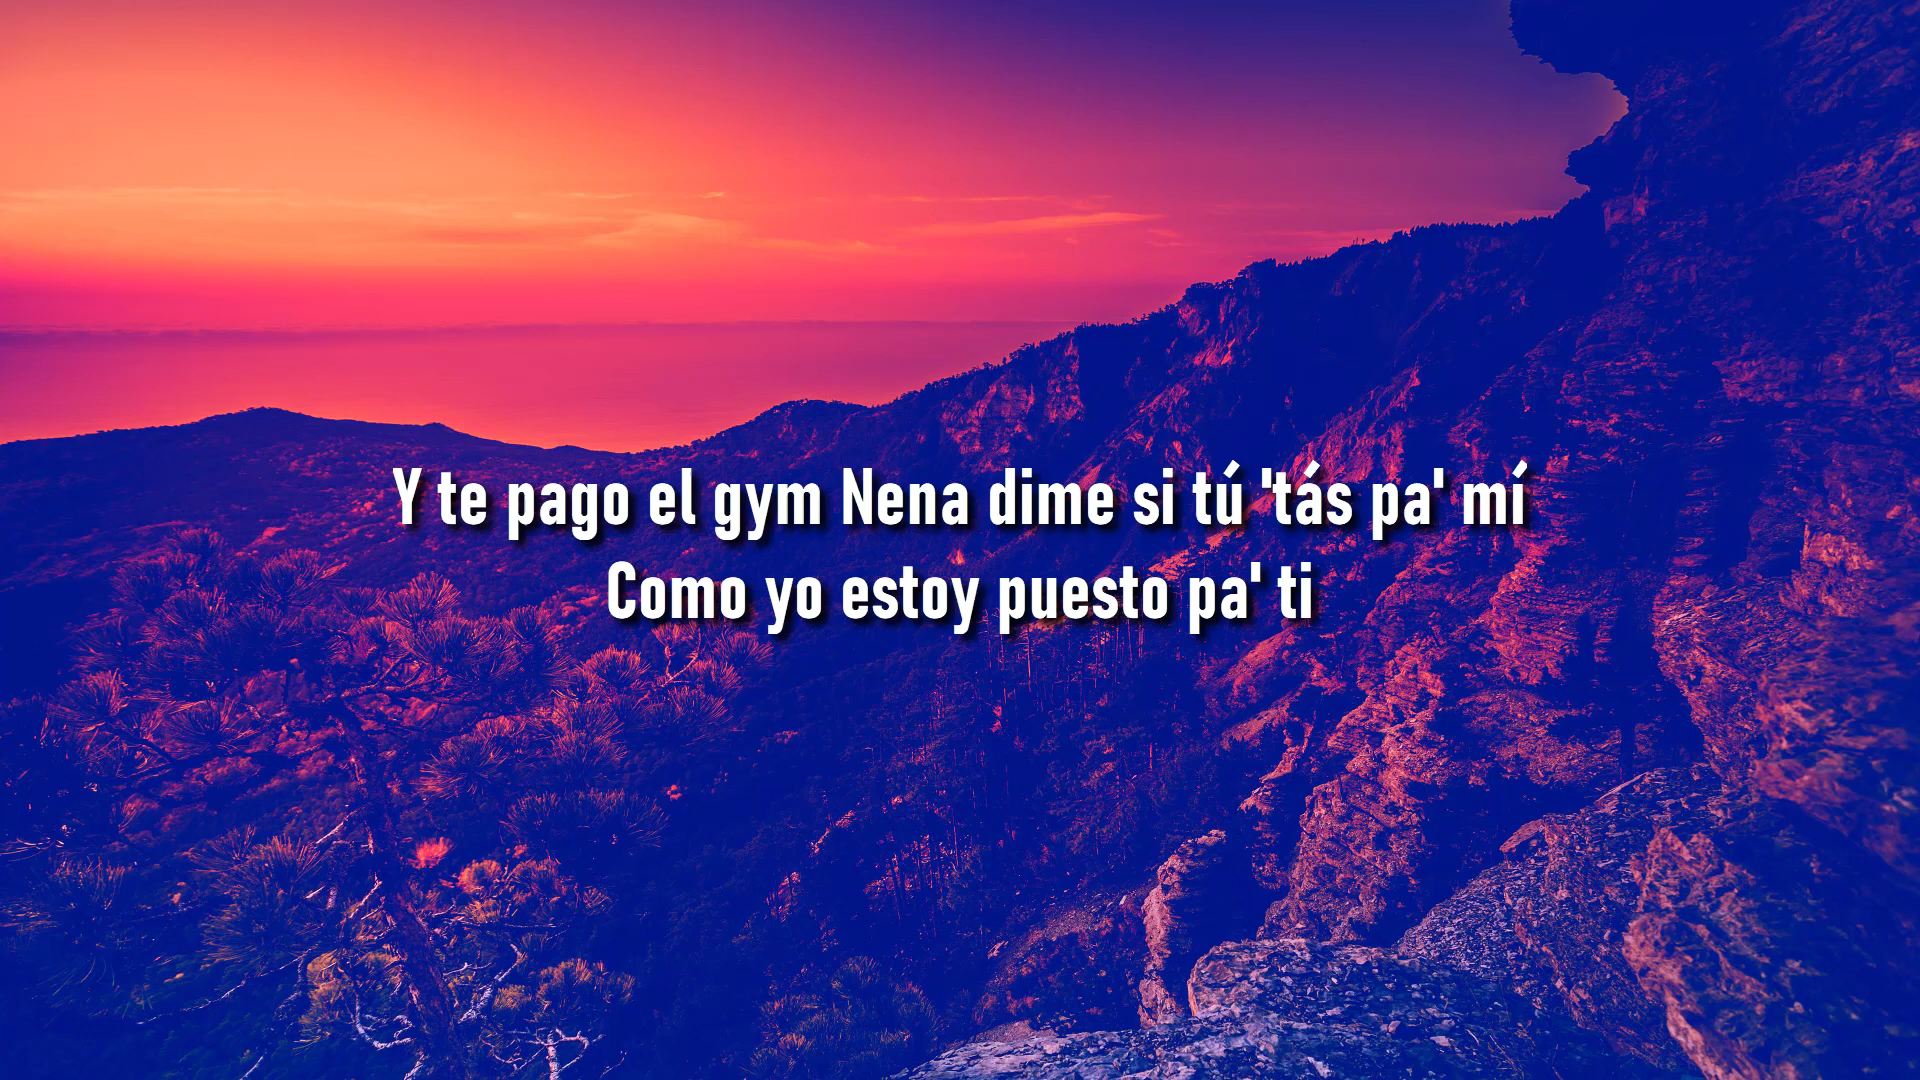 Y te pago el gym Nena dime si tú 'tás pa' mí
Como yo estoy puesto pa' ti